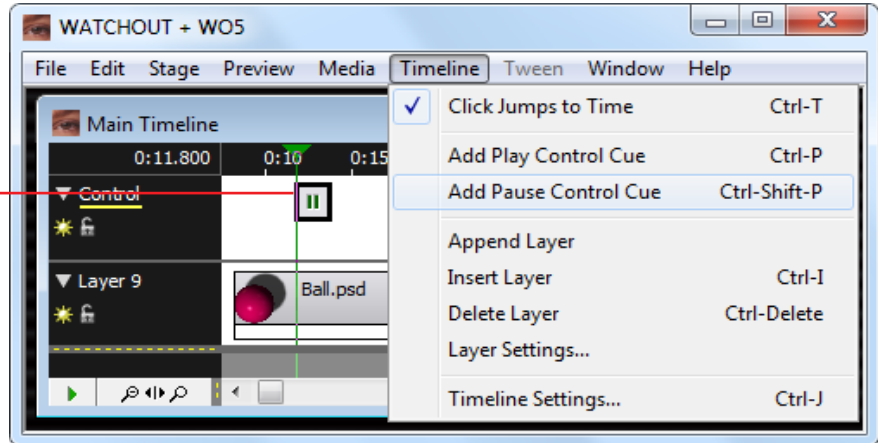 WATCHOUT + WO5
File Edit Stage Preview Media Timeline Tween Window Help
Main Timeline
0:11.800 0:10 0:15
Control
Layer 9
Ball.psd
Click Jumps to Time Ctrl-T
Add Play Control Cue Ctrl-P
Add Pause Control Cue Ctrl-Shift-P
Append Layer
Insert Layer Ctrl-I
Delete Layer Ctrl-Delete
Layer Settings...
Timeline Settings... Ctrl-J